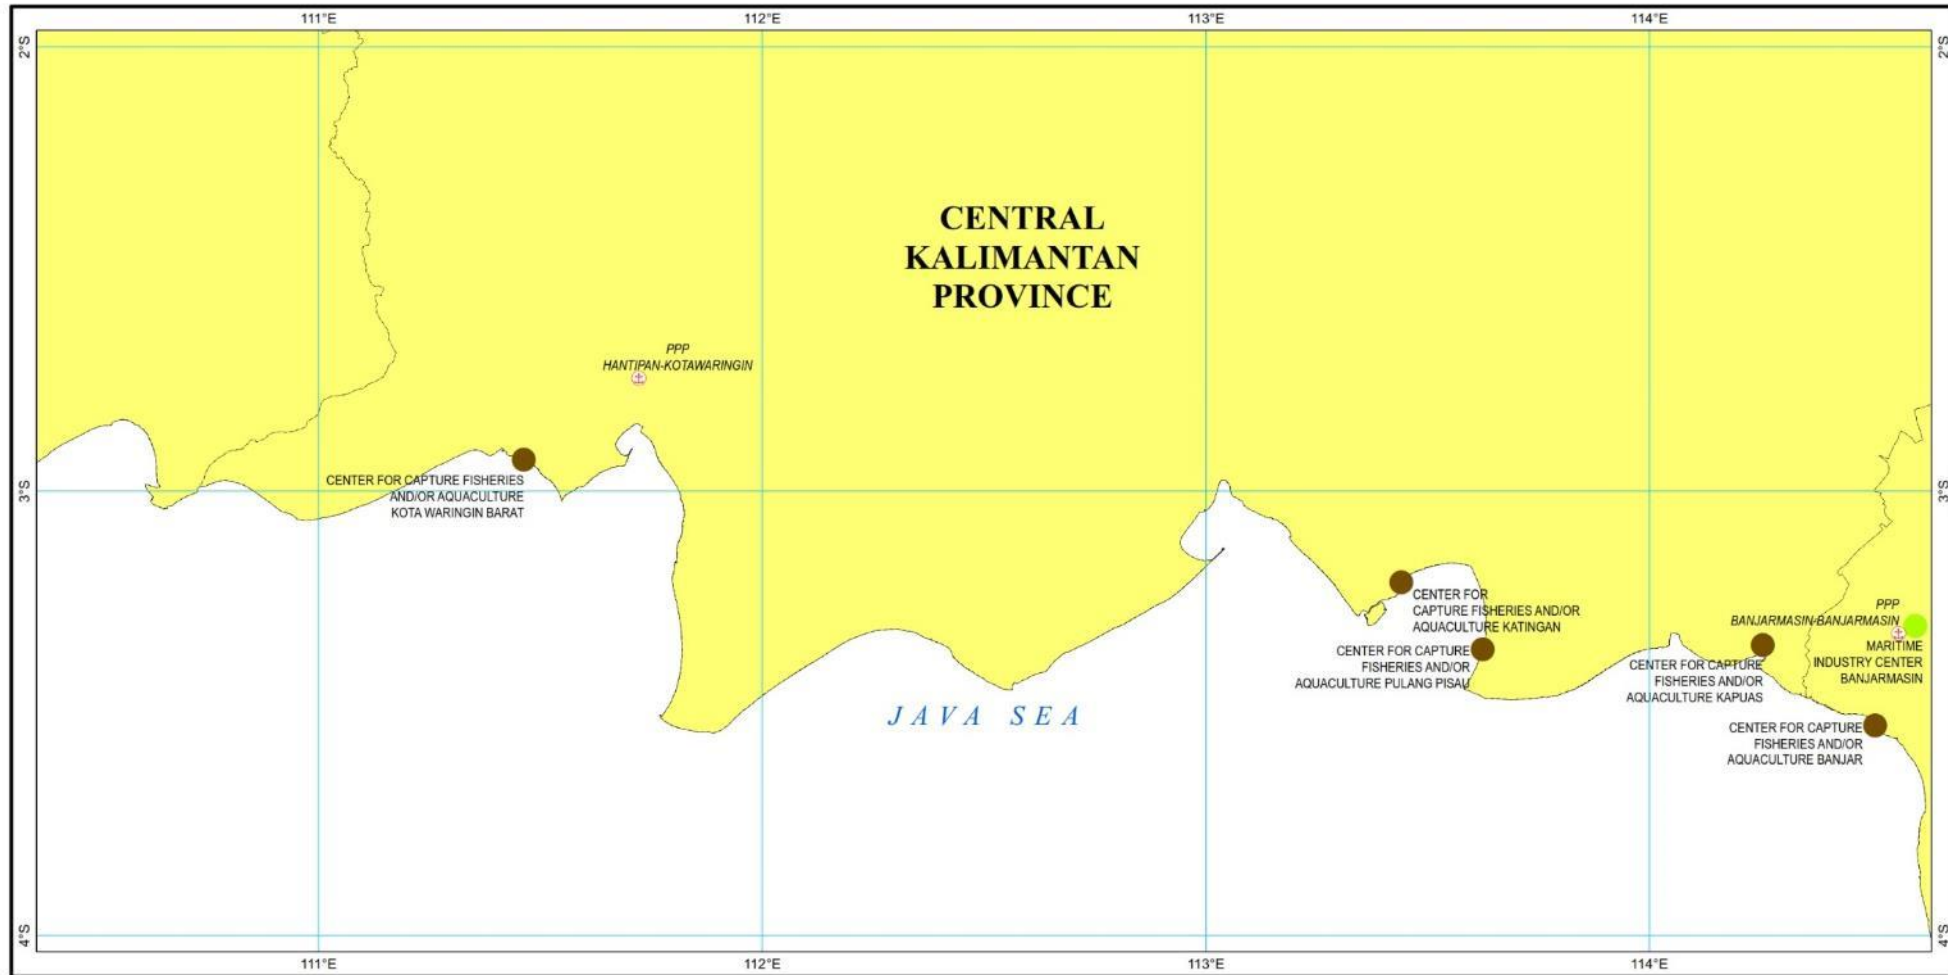 111°E
112°E
113°E
114°E
2°S
2°S
CENTRAL
KALIMANTAN
PROVINCE
PPP
HANTIPAN-KOTAWARINGIN
CENTER FOR CAPTURE FISHERIES
AND/OR AQUACULTURE
KOTA WARINGIN BARAT
3°S
3°S
CENTER FOR
CAPTURE FISHERIES AND/OR
AQUACULTURE KATINGAN
CENTER FOR CAPTURE
FISHERIES AND/OR
AQUACULTURE PULANG PISAU
PPP
BANJARMASIN-BANJARMASIN
MARITIME
INDUSTRY CENTER
BANJARMASIN
CENTER FOR CAPTURE
FISHERIES AND/OR
AQUACULTURE KAPUAS
CENTER FOR CAPTURE
FISHERIES AND/OR
AQUACULTURE BANJAR
JAVA SEA
4°S
4°S
111°E
112°E
113°E
114°E